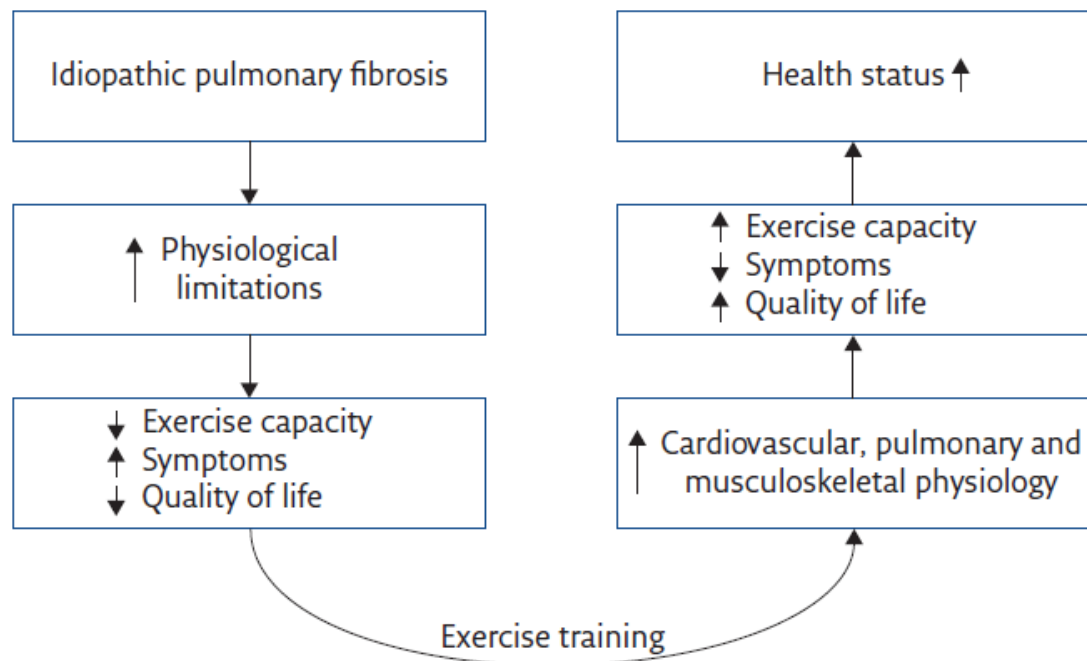 Idiopathic pulmonary fibrosis
↑ Physiological
limitations
↓ Exercise capacity
↑ Symptoms
↓ Quality of life
Exercise training
↑ Cardiovascular, pulmonary and
musculoskeletal physiology
↑ Exercise capacity
↓ Symptoms
↑ Quality of life
Health status ↑